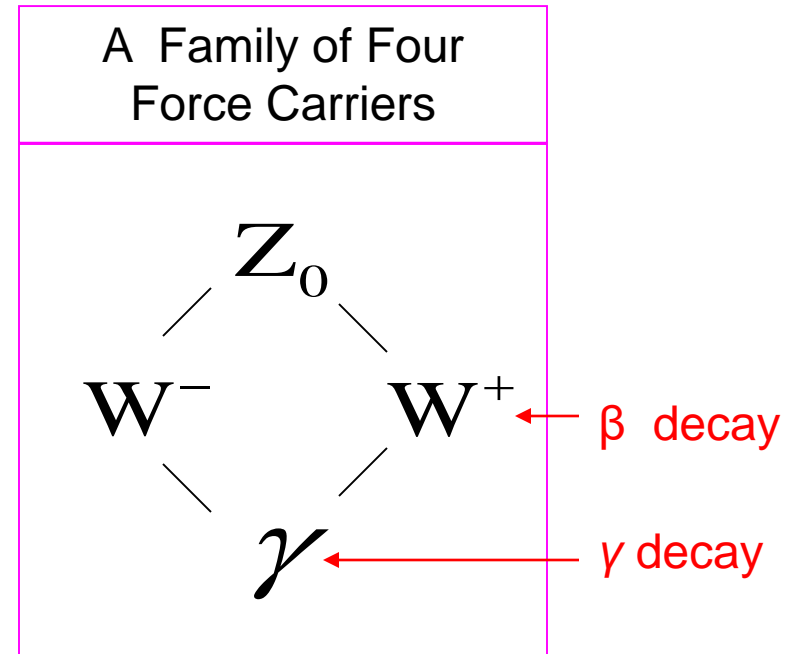 A Family of Four
Force Carriers
Z₀
W⁻ W⁺
β decay
γ
γ decay